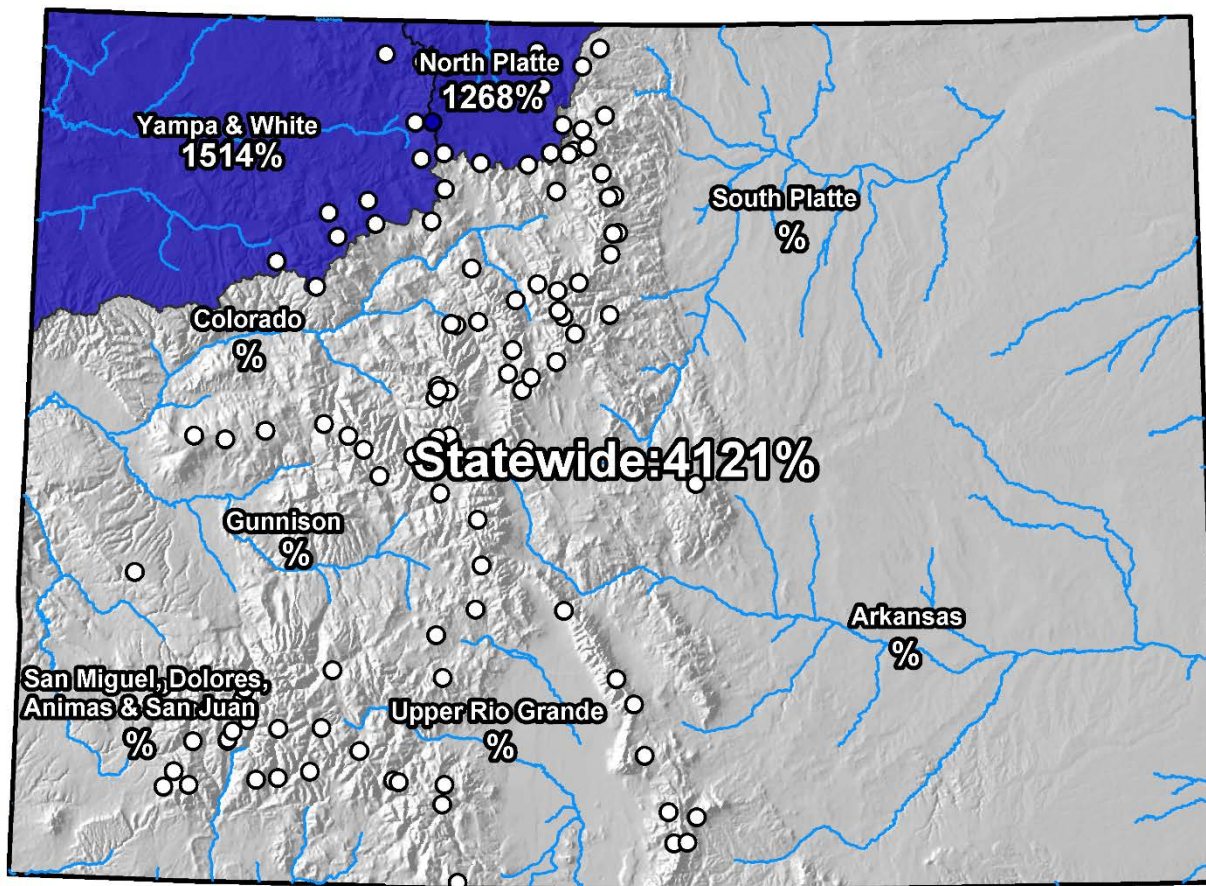 North Platte
1268%
Yampa & White
1514%
South Platte
%
Colorado
%
Statewide:4121%
Gunnison
%
Arkansas
%
San Miguel, Dolores,
Animas & San Juan
%
Upper Rio Grande
%